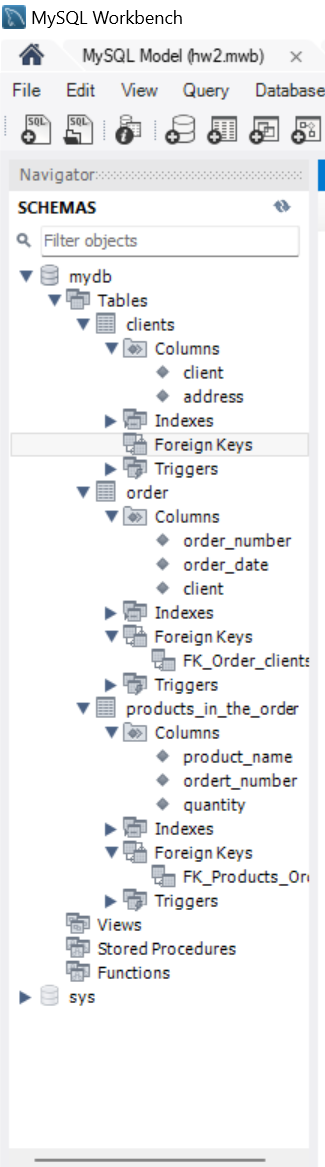 MySQL Workbench
MySQL Model (hw2.mwb) ×
File Edit View Query Database
SQL SQL
Navigator
SCHEMAS
Filter objects
mydb
Tables
clients
Columns
client
address
Indexes
Foreign Keys
Triggers
order
Columns
order_number
order_date
client
Indexes
Foreign Keys
FK_Order_clients
Triggers
products_in_the_order
Columns
product_name
ordert_number
quantity
Indexes
Foreign Keys
FK_Products_Ord
Triggers
Views
Stored Procedures
Functions
sys